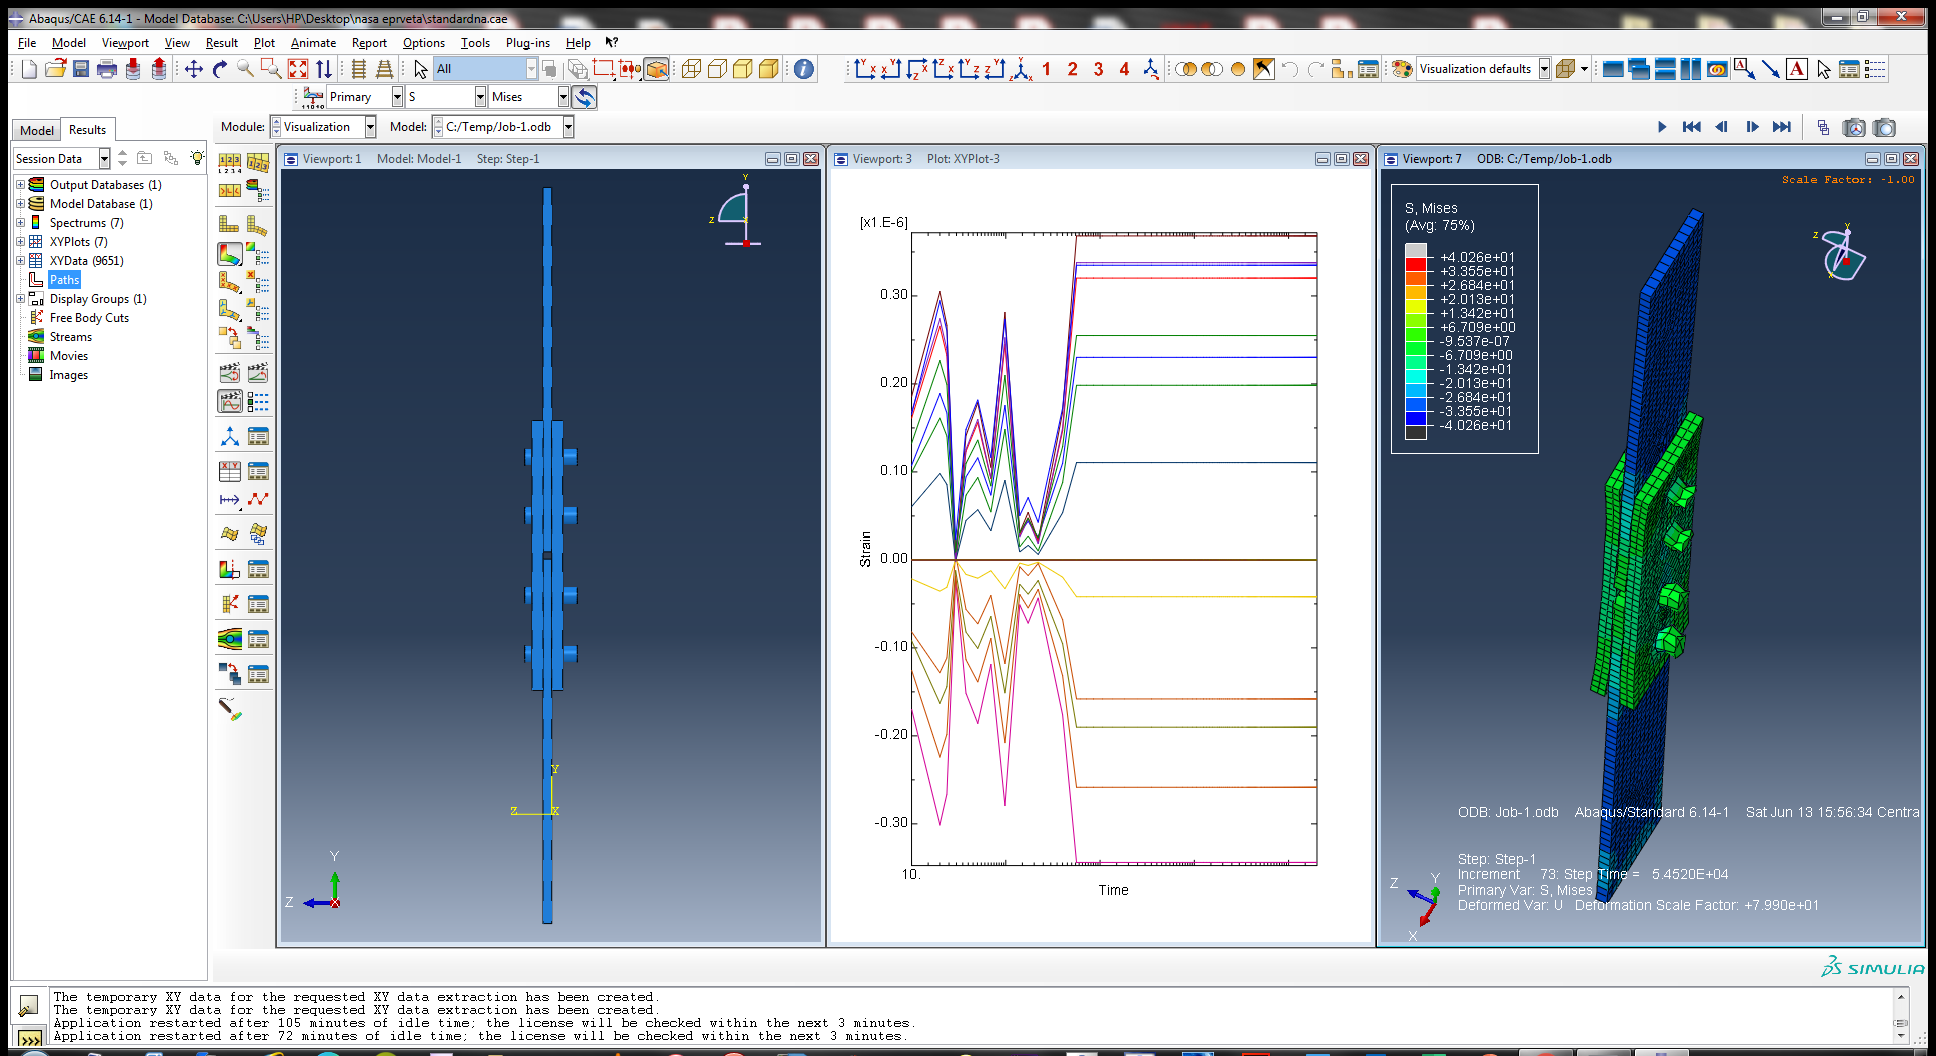 Abaqus/CAE 6.14-1 - Model Database: C:\Users\HP\Desktop\nasa eprveta\standardna.cae
File Model Viewport View Result Plot Animate Report Options Tools Plug-ins Help
All
1 2 3 4
Visualization defaults
Primary S Mises
Model Results
Module: Visualization Model: C:/Temp/Job-1.odb
Session Data
Output Databases (1)
Model Database (1)
Spectrums (7)
XYPlots (7)
XYData (9651)
Paths
Display Groups (1)
Free Body Cuts
Streams
Movies
Images
Viewport: 1 Model: Model-1 Step: Step-1
Y
Z
Y
Z X
Y
Z
Viewport: 3 Plot: XYPlot-3
[x1.E-6]
0.30
0.20
0.10
0.00
-0.10
-0.20
-0.30
Strain
10.
Time
Viewport: 7 ODB: C:/Temp/Job-1.odb
Scale Factor: -1.00
S, Mises
(Avg: 75%)
+4.026e+01
+3.355e+01
+2.684e+01
+2.013e+01
+1.342e+01
+6.709e+00
-9.537e-07
-6.709e+00
-1.342e+01
-2.013e+01
-2.684e+01
-3.355e+01
-4.026e+01
ODB: Job-1.odb Abaqus/Standard 6.14-1 Sat Jun 13 15:56:34 Centra
Step: Step-1
Increment 73: Step Time = 5.4520E+04
Primary Var: S, Mises
Deformed Var: U Deformation Scale Factor: +7.990e+01
Z Y
X
SIMULIA
The temporary XY data for the requested XY data extraction has been created.
The temporary XY data for the requested XY data extraction has been created.
Application restarted after 105 minutes of idle time; the license will be checked within the next 3 minutes.
Application restarted after 72 minutes of idle time; the license will be checked within the next 3 minutes.